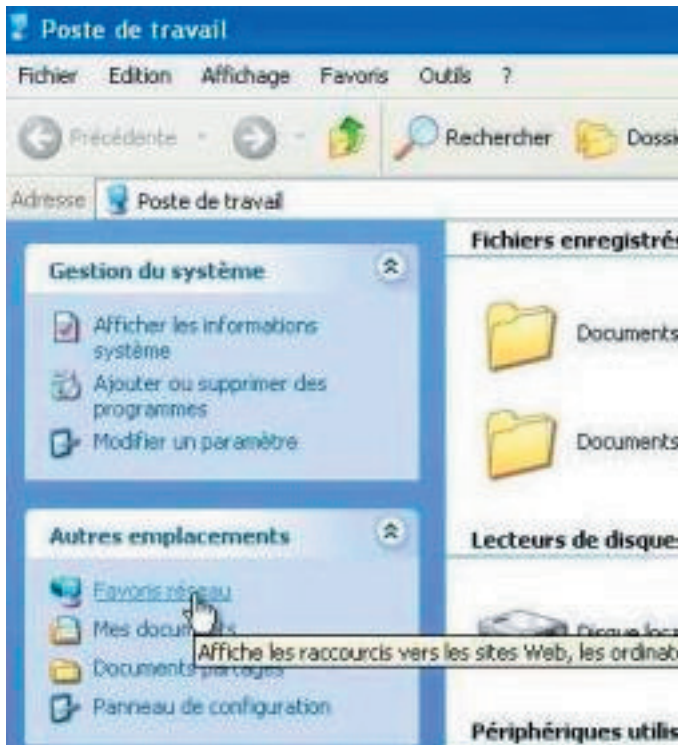 Poste de travail
Fichier Edition Affichage Favoris Outils ?
Précédente Rechercher
Adresse Poste de travail
Gestion du système
Afficher les informations
système
Ajouter ou supprimer des
programmes
Modifier un paramètre
Autres emplacements
Favoris réseau
Mes documents
Documents partagés
Panneau de configuration
Affiche les raccourcis vers les sites Web, les
Fichiers enregistrés
Documents
Documents
Lecteurs de disques
Disque
Périphériques